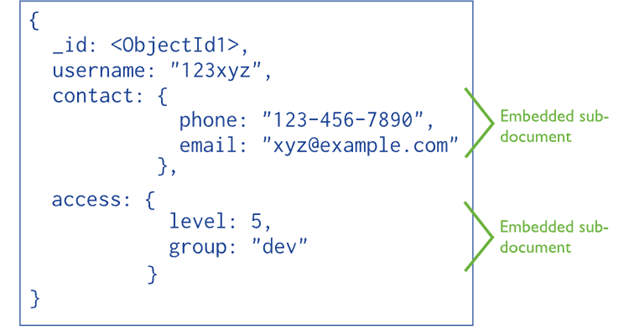 {
_id: <ObjectId1>,
username: "123xyz",
contact: {
phone: "123-456-7890",
email: "xyz@example.com"
},
Embedded sub-
document
access: {
level: 5,
group: "dev"
}
Embedded sub-
document
}